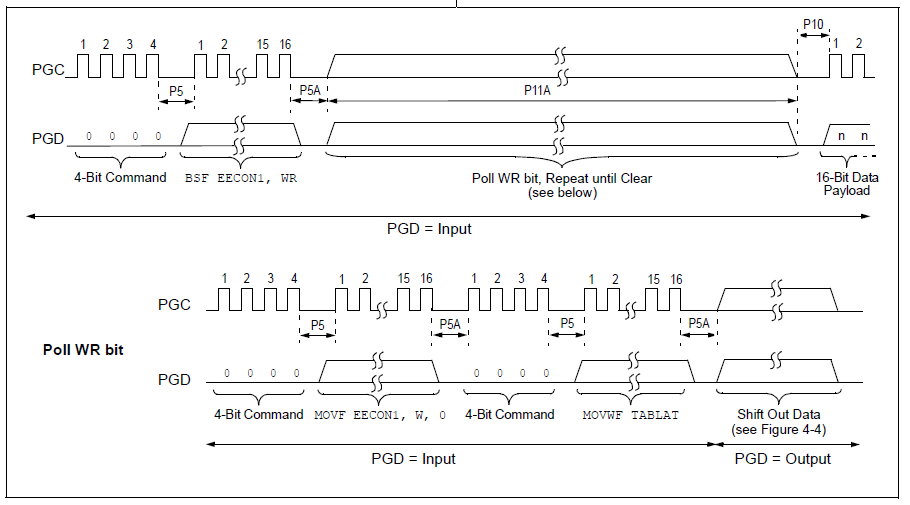 P10
1 2 3 4 1 2 15 16 1 2
PGC
P5 P5A P11A
PGD 0 0 0 0 n n
4-Bit Command BSF EECON1, WR Poll WR bit, Repeat until Clear 16-Bit Data
(see below) Payload
PGD = Input
1 2 3 4 1 2 15 16 1 2 3 4 1 2 15 16
PGC
P5 P5A P5 P5A
Poll WR bit
PGD 0 0 0 0 0 0 0 0
4-Bit Command MOVF EECON1, W, 0 4-Bit Command MOVWF TABLAT Shift Out Data
(see Figure 4-4)
PGD = Input PGD = Output